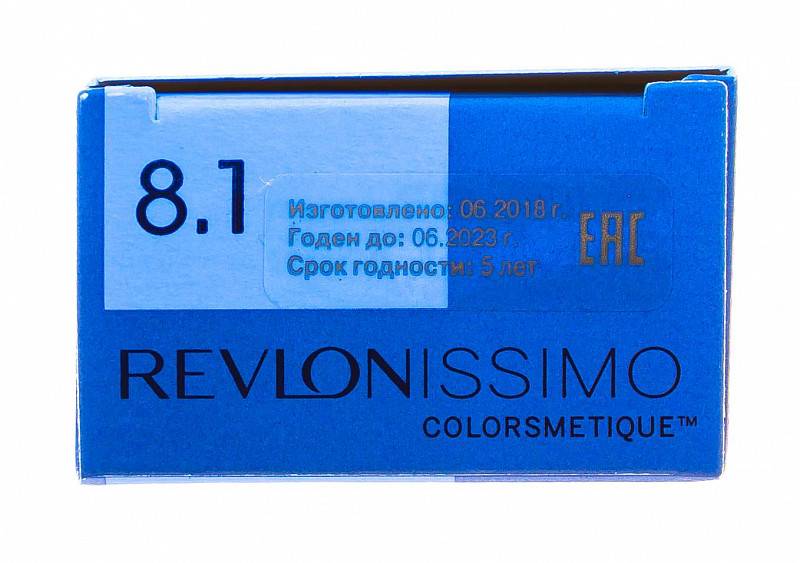 8.1
Изготовлено: 06.2018 г.
Годен до: 06.2023 г.
Срок годности: 5 лет
EAC
REVLONISSIMO
COLORSMETIQUE™